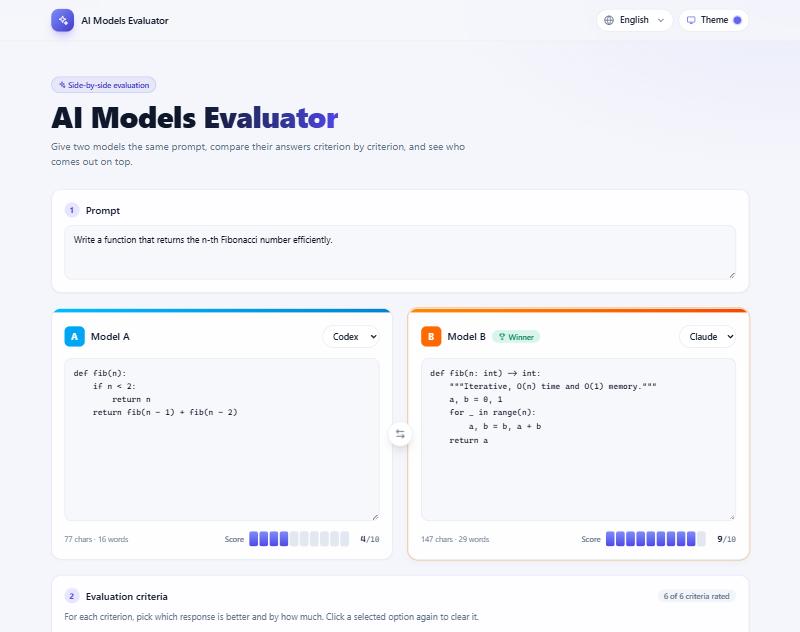 AI Models Evaluator
English
Theme
Side-by-side evaluation
AI Models Evaluator
Give two models the same prompt, compare their answers criterion by criterion, and see who
comes out on top.
1 Prompt
Write a function that returns the n-th Fibonacci number efficiently.
A Model A Codex
def fib(n):
    if n < 2:
        return n
    return fib(n − 1) + fib(n − 2)
77 chars · 16 words Score 4/10
B Model B Winner Claude
def fib(n: int) -> int:
    """Iterative, O(n) time and O(1) memory."""
    a, b = 0, 1
    for _ in range(n):
        a, b = b, a + b
    return a
147 chars · 29 words Score 9/10
2 Evaluation criteria 6 of 6 criteria rated
For each criterion, pick which response is better and by how much. Click a selected option again to clear it.